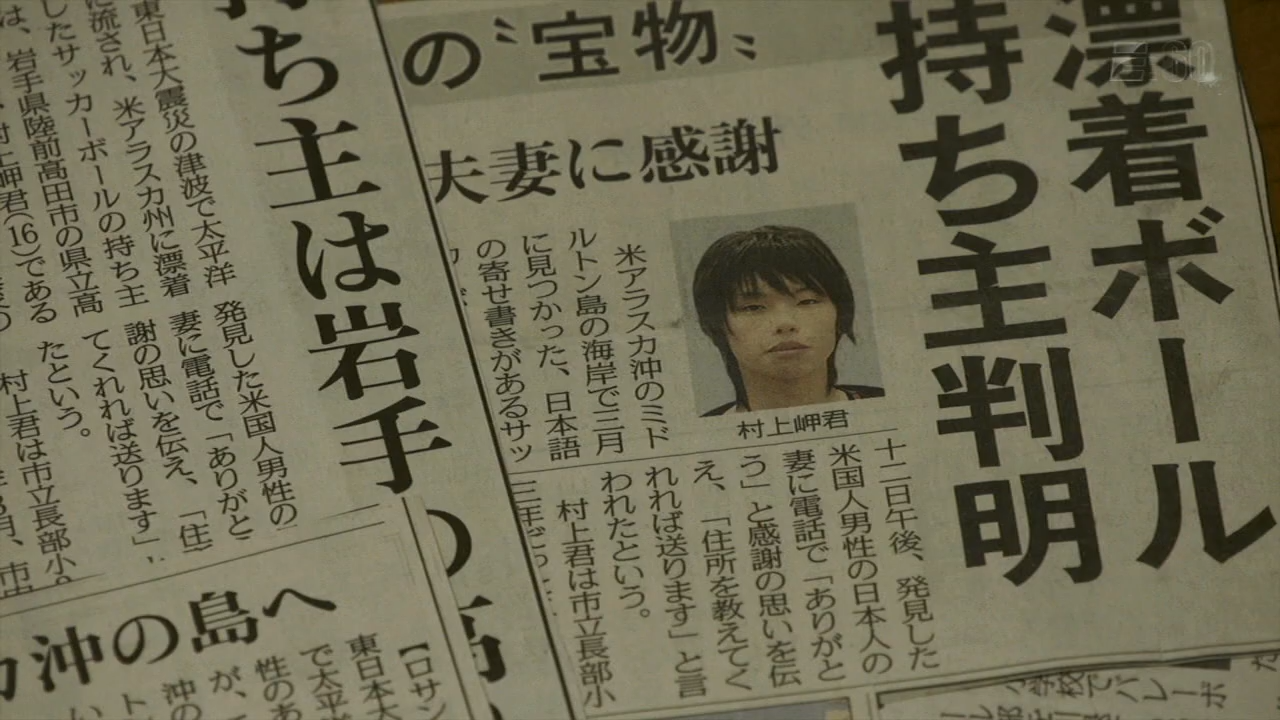 漂着ボール
持ち主判明
の〝宝物〟
夫妻に感謝
村上岬君
米アラスカ沖のミド
ルトン島の海岸で三月
に見つかった、日本語
の寄せ書きがあるサッ
十二日午後、発見した
米国人男性の日本人の
妻に電話で「ありがと
う」と感謝の思いを伝
え、「住所を教えてく
れれば送ります」と言
われたという。
村上君は市立長部小
持ち主は岩手
の高
東日本大震災の津波で太平洋
に流され、米アラスカ州に漂着
したサッカーボールの持ち主
は、岩手県陸前高田市の県立高
村上岬君(16)である
発見した米国人男性の
妻に電話で「ありがと
謝の思いを伝え、「住
てくれれば送ります」
たという。
村上君は市立長部小
沖の島へ
【ロサン
東日本大
で太平
性のあ
が、
沖の